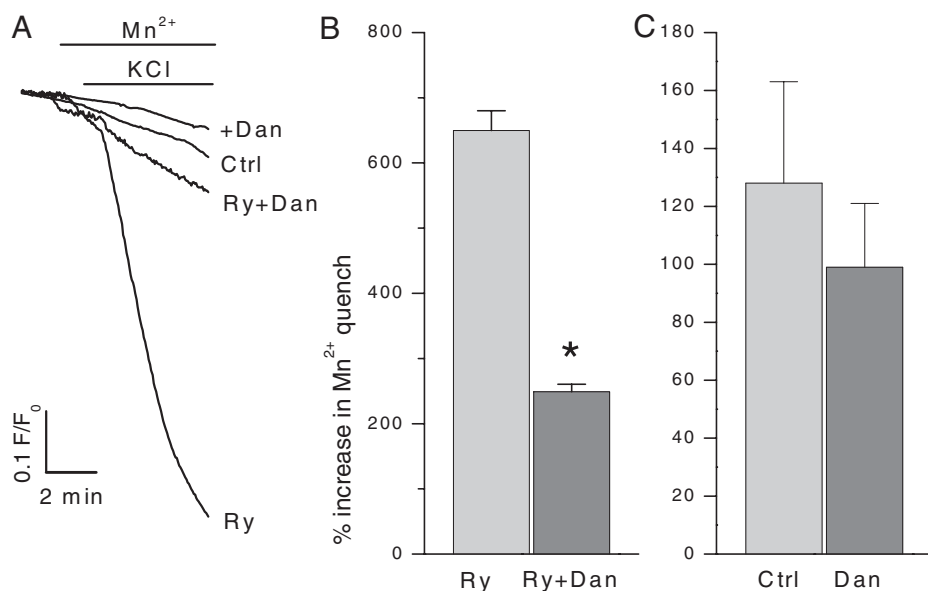 A
Mn²⁺
KCl
+Dan
Ctrl
Ry+Dan
Ry
0.1 F/F₀
2 min
B
% increase in Mn²⁺ quench
800
600
400
200
0
*
Ry Ry+Dan
C
180
160
140
120
100
80
60
40
20
0
Ctrl Dan